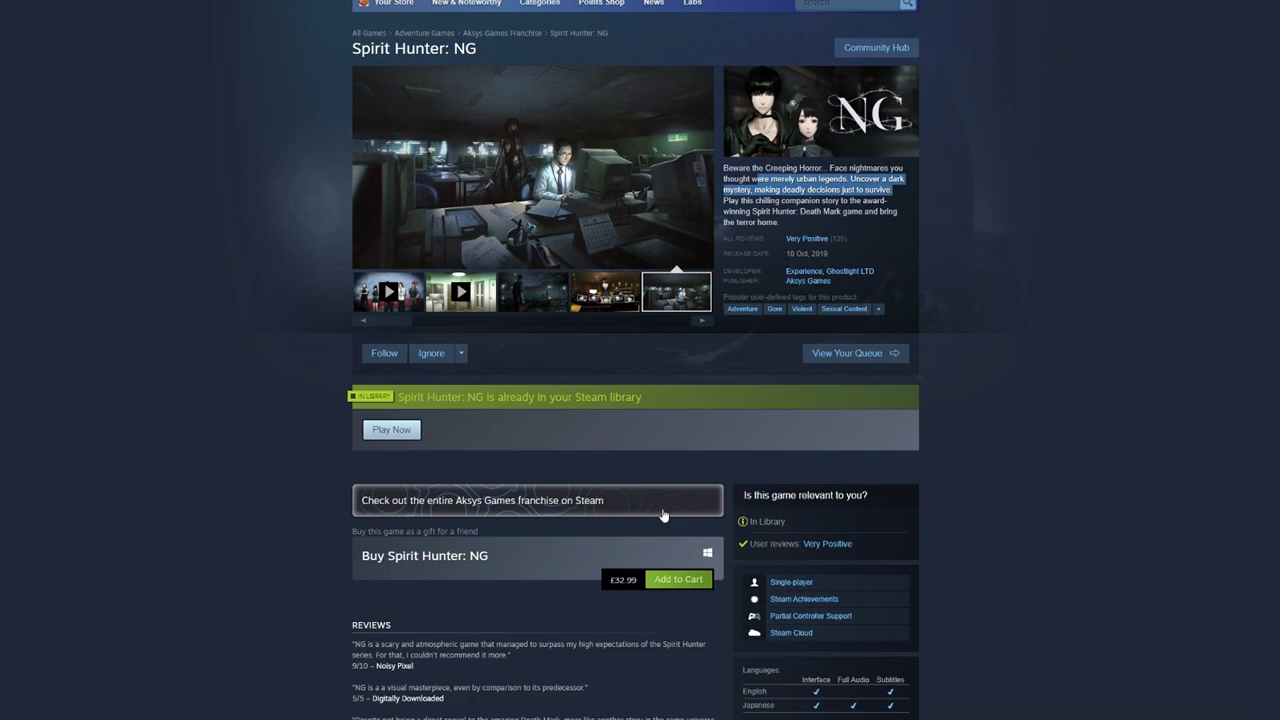 Your Store New & Noteworthy Categories Points Shop News Labs search
All Games > Adventure Games > Aksys Games Franchise > Spirit Hunter: NG
Spirit Hunter: NG
Community Hub
NG
Beware the Creeping Horror... Face nightmares you
thought were merely urban legends. Uncover a dark
mystery, making deadly decisions just to survive.
Play this chilling companion story to the award-
winning Spirit Hunter: Death Mark game and bring
the terror home.
ALL REVIEWS: Very Positive (125)
RELEASE DATE: 10 Oct, 2019
DEVELOPER: Experience, Ghostlight LTD
PUBLISHER: Aksys Games
Popular user-defined tags for this product:
Adventure Gore Violent Sexual Content +
Follow Ignore
View Your Queue
IN LIBRARY Spirit Hunter: NG is already in your Steam library
Play Now
Check out the entire Aksys Games franchise on Steam
Buy this game as a gift for a friend
Buy Spirit Hunter: NG
£32.99 Add to Cart
REVIEWS
"NG is a scary and atmospheric game that managed to surpass my high expectations of the Spirit Hunter
series. For that, I couldn't recommend it more."
9/10 – Noisy Pixel
"NG is a a visual masterpiece, even by comparison to its predecessor."
5/5 – Digitally Downloaded
Is this game relevant to you?
In Library
User reviews: Very Positive
Single-player
Steam Achievements
Partial Controller Support
Steam Cloud
Languages:
Interface Full Audio Subtitles
English ✔ ✔
Japanese ✔ ✔ ✔